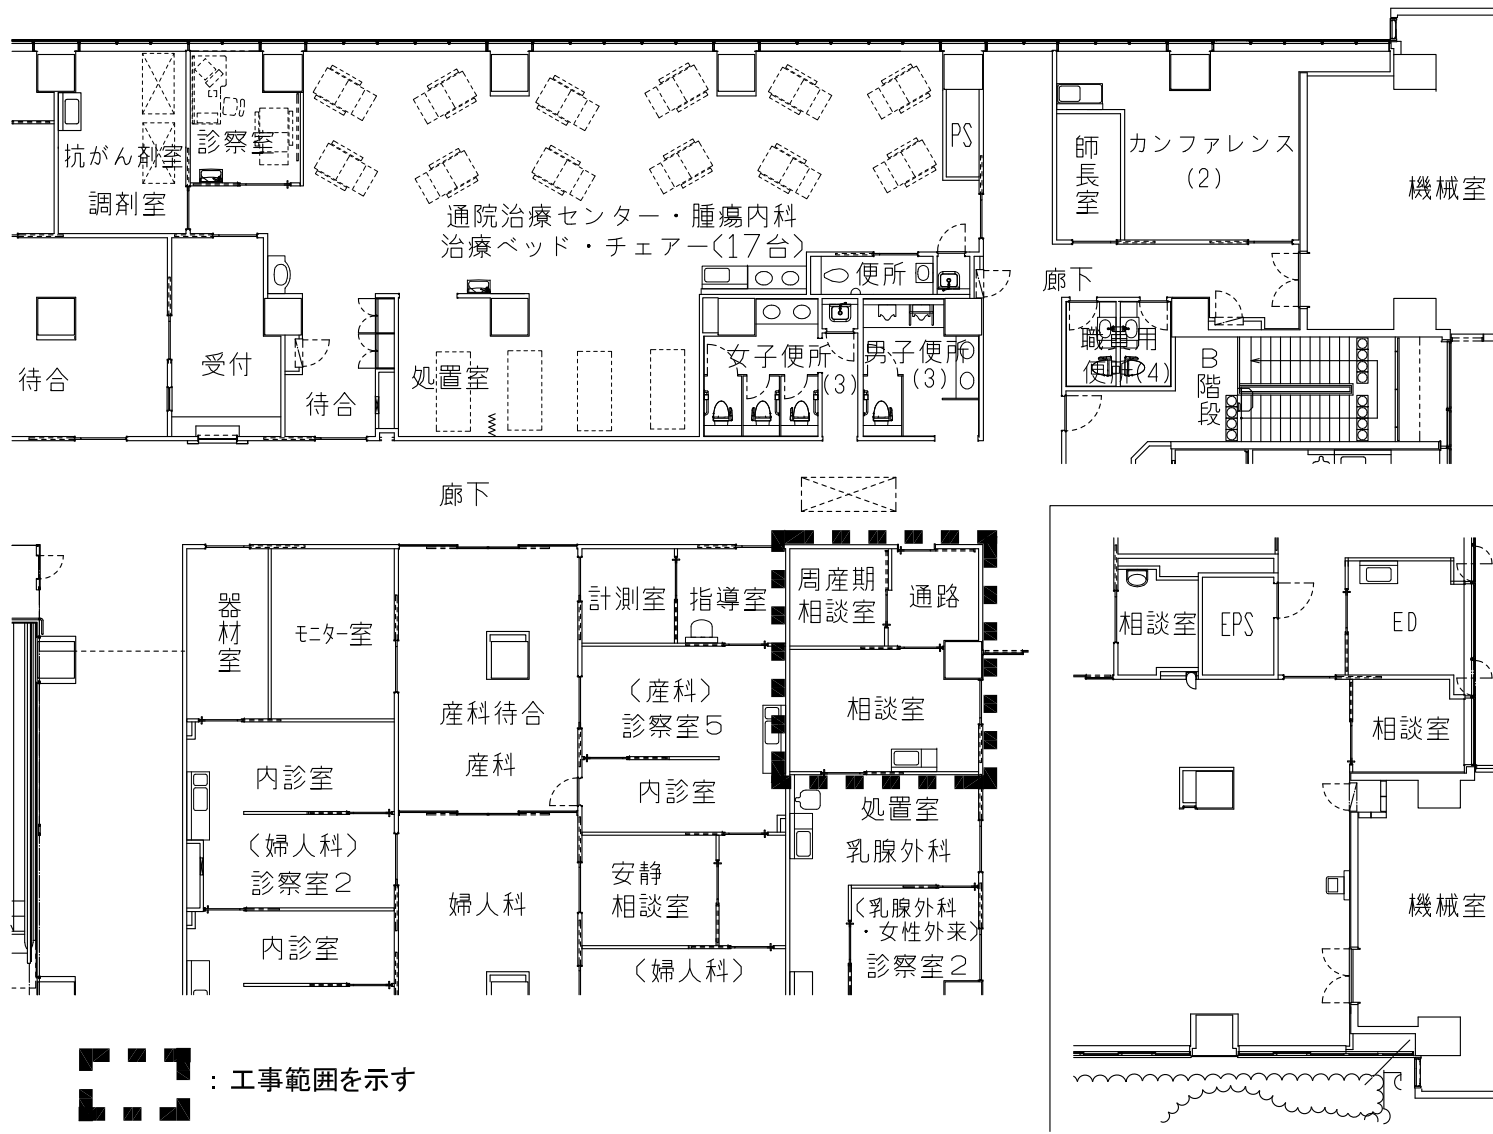 抗がん剤室
調剤室
診察室
通院治療センター・腫瘍内科
治療ベッド・チェアー(17台)
PS
師長室
カンファレンス
(2)
機械室
便所
廊下
待合
受付
待合
処置室
女子便所
(3)
男子便所
(3)
職員用
便所(4)
B階段
廊下
器材室
モニター室
産科待合
産科
計測室
指導室
周産期
相談室
通路
(産科)
診察室5
相談室
内診室
内診室
(婦人科)
診察室2
内診室
婦人科
安静
相談室
(婦人科)
処置室
乳腺外科
(乳腺外科
・女性外来)
診察室2
相談室
EPS
ED
相談室
機械室
：工事範囲を示す